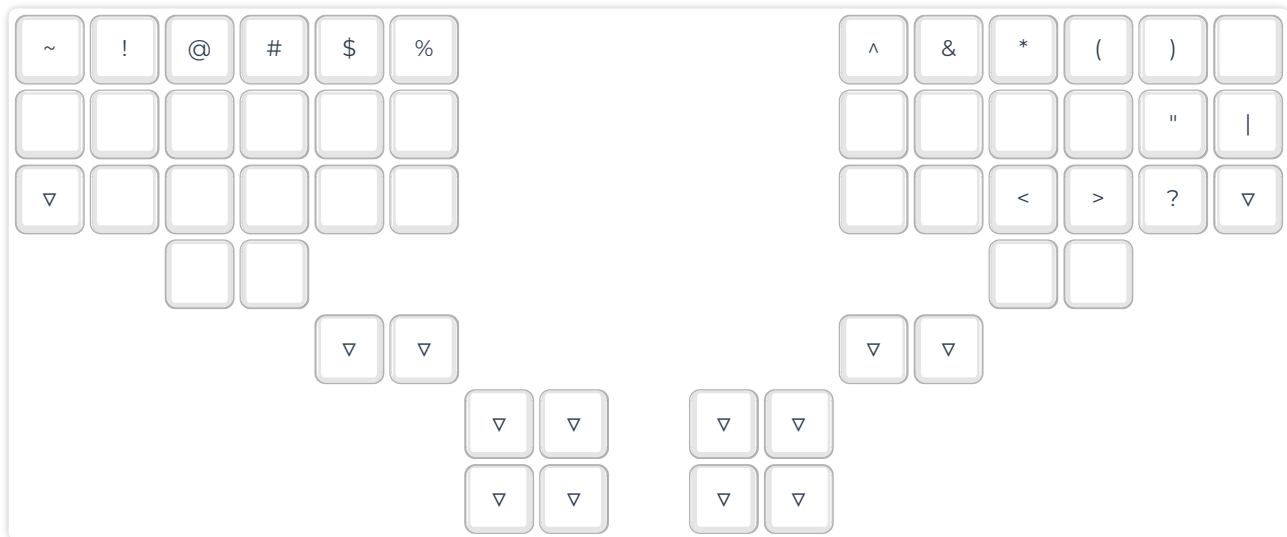 ~ ! @ # $ % ^ & * ( )
" |
▽ < > ? ▽
▽ ▽ ▽ ▽
▽ ▽ ▽ ▽
▽ ▽ ▽ ▽